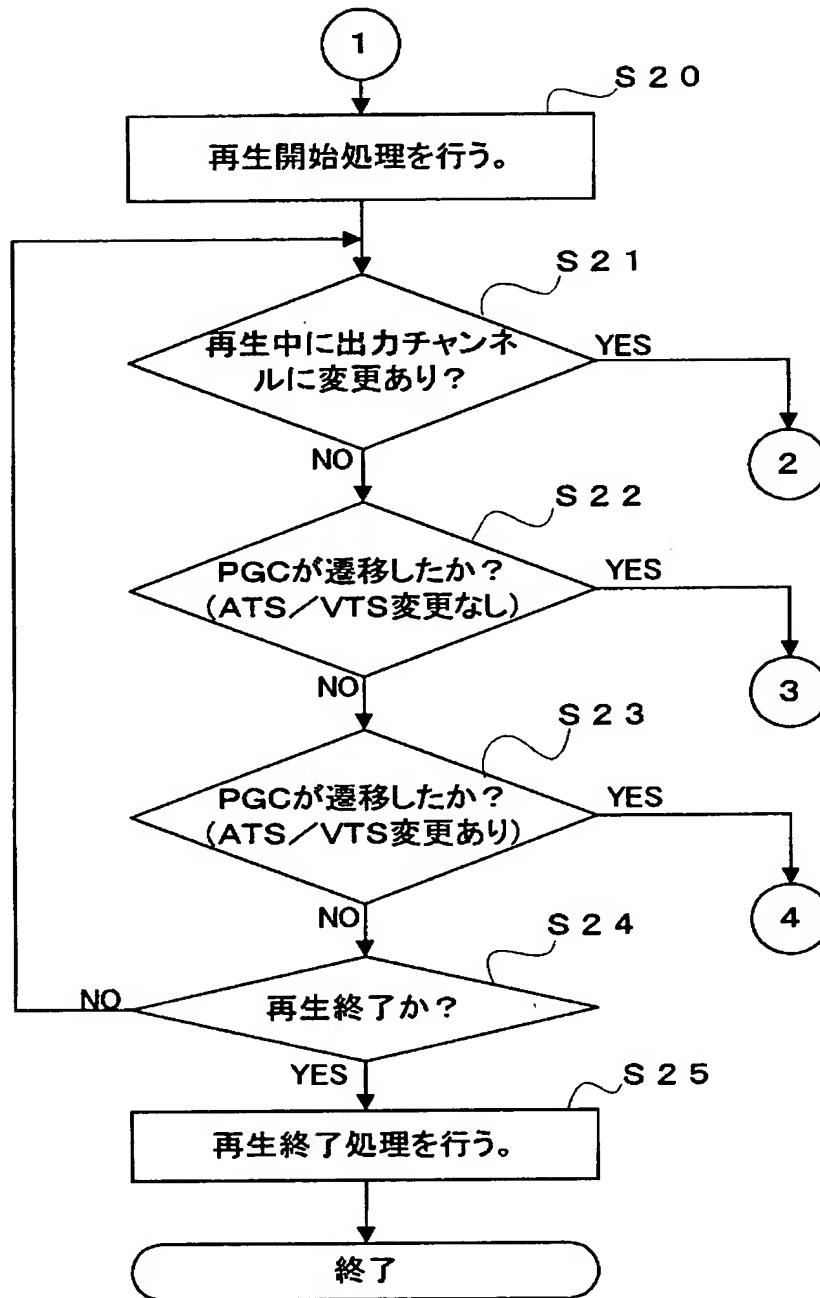 1
S20
再生開始処理を行う。
S21
再生中に出力チャンネ
ルに変更あり？
YES
2
NO
S22
PGCが遷移したか？
(ATS／VTS変更なし)
YES
3
NO
S23
PGCが遷移したか？
(ATS／VTS変更あり)
YES
4
NO
S24
再生終了か？
NO
YES
S25
再生終了処理を行う。
終了